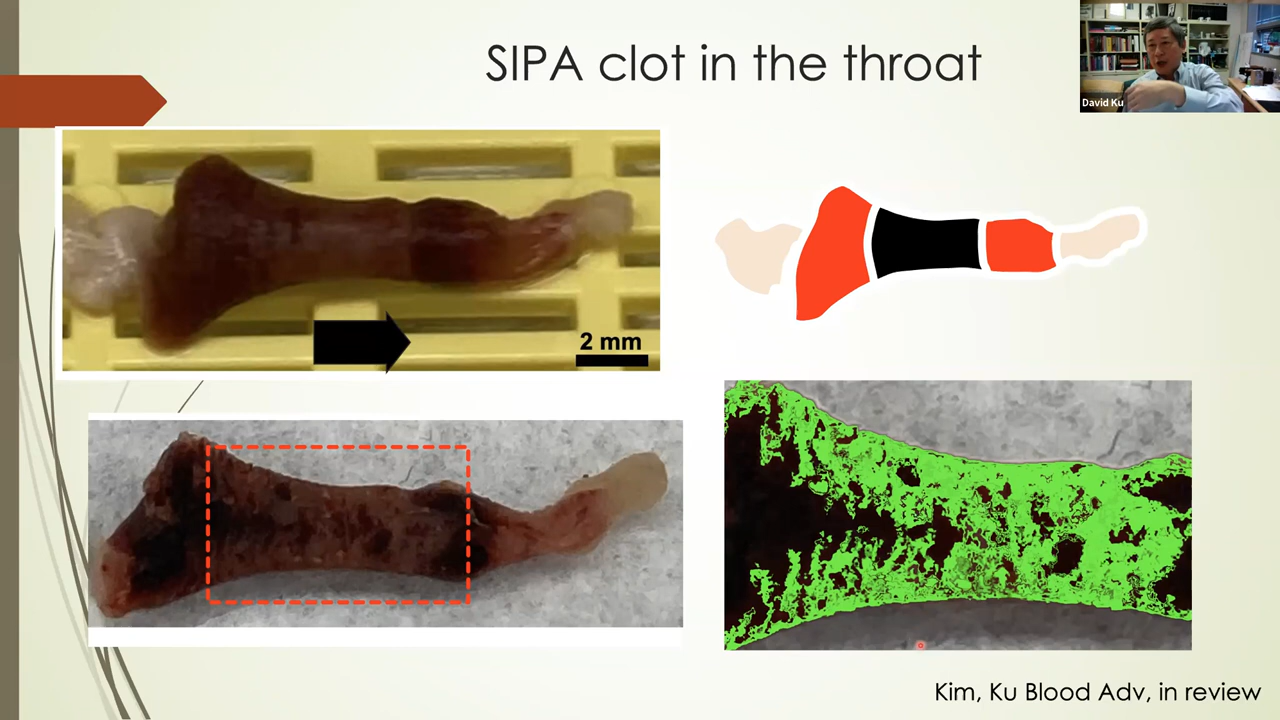 SIPA clot in the throat
David Ku
2 mm
Kim, Ku Blood Adv, in review